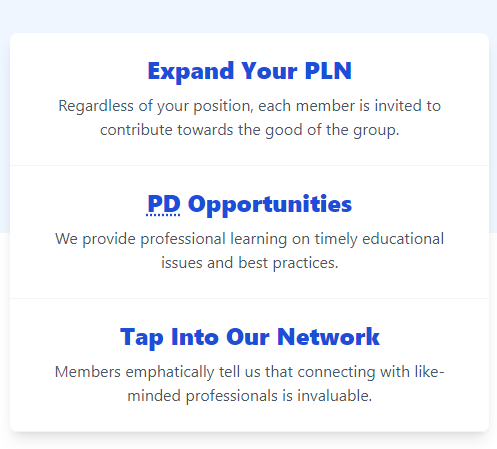 Expand Your PLN
Regardless of your position, each member is invited to
contribute towards the good of the group.
PD Opportunities
We provide professional learning on timely educational
issues and best practices.
Tap Into Our Network
Members emphatically tell us that connecting with like-
minded professionals is invaluable.